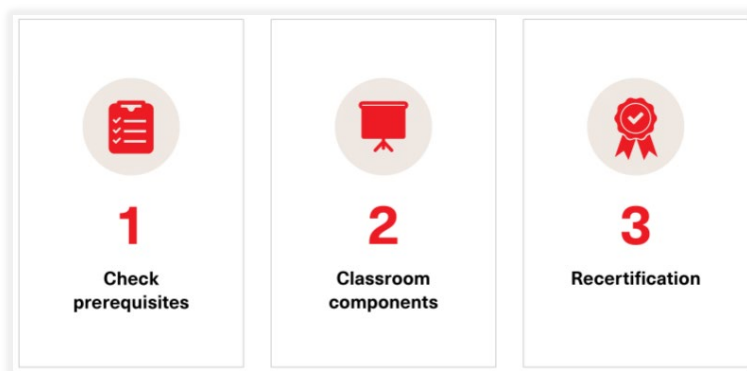 1
Check
prerequisites
2
Classroom
components
3
Recertification